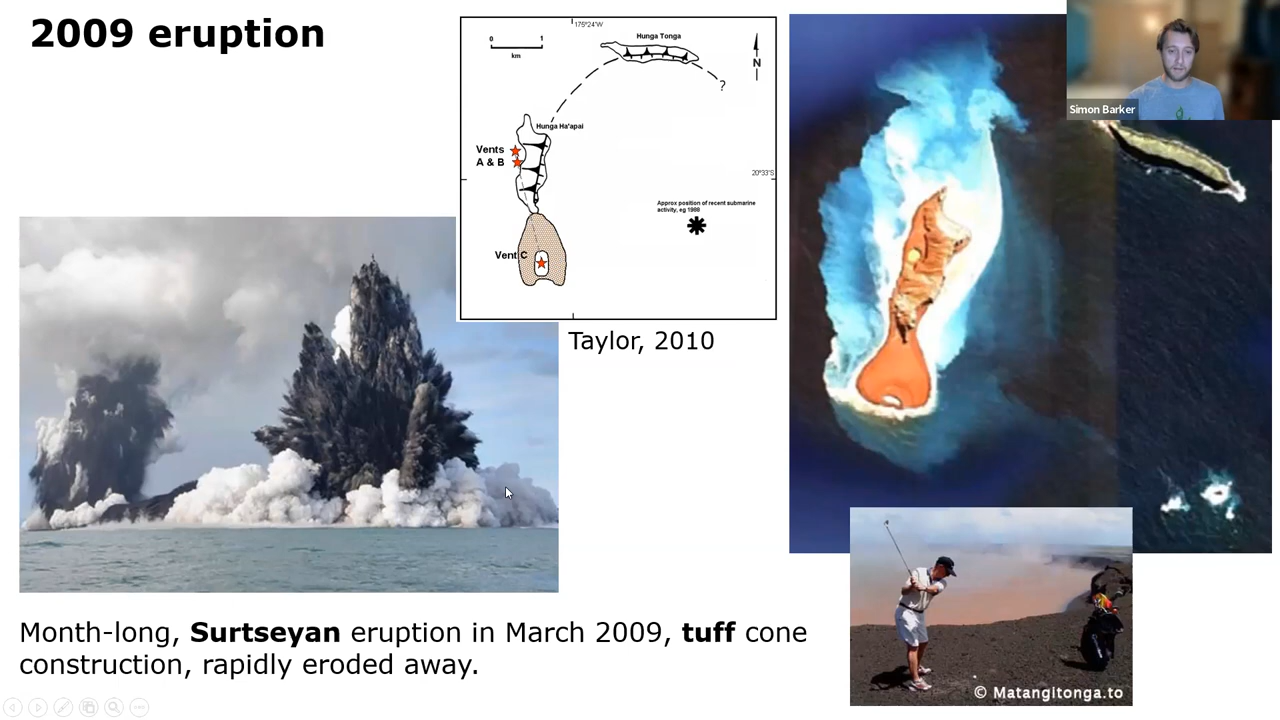 2009 eruption
175°24'W
0 1
km
Hunga Tonga
N
?
Hunga Ha'apai
Vents
A & B
20°33'S
Approx position of recent submarine
activity, eg 1988
Vent C
Taylor, 2010
Simon Barker
Month-long, Surtseyan eruption in March 2009, tuff cone
construction, rapidly eroded away.
© Matangitonga.to